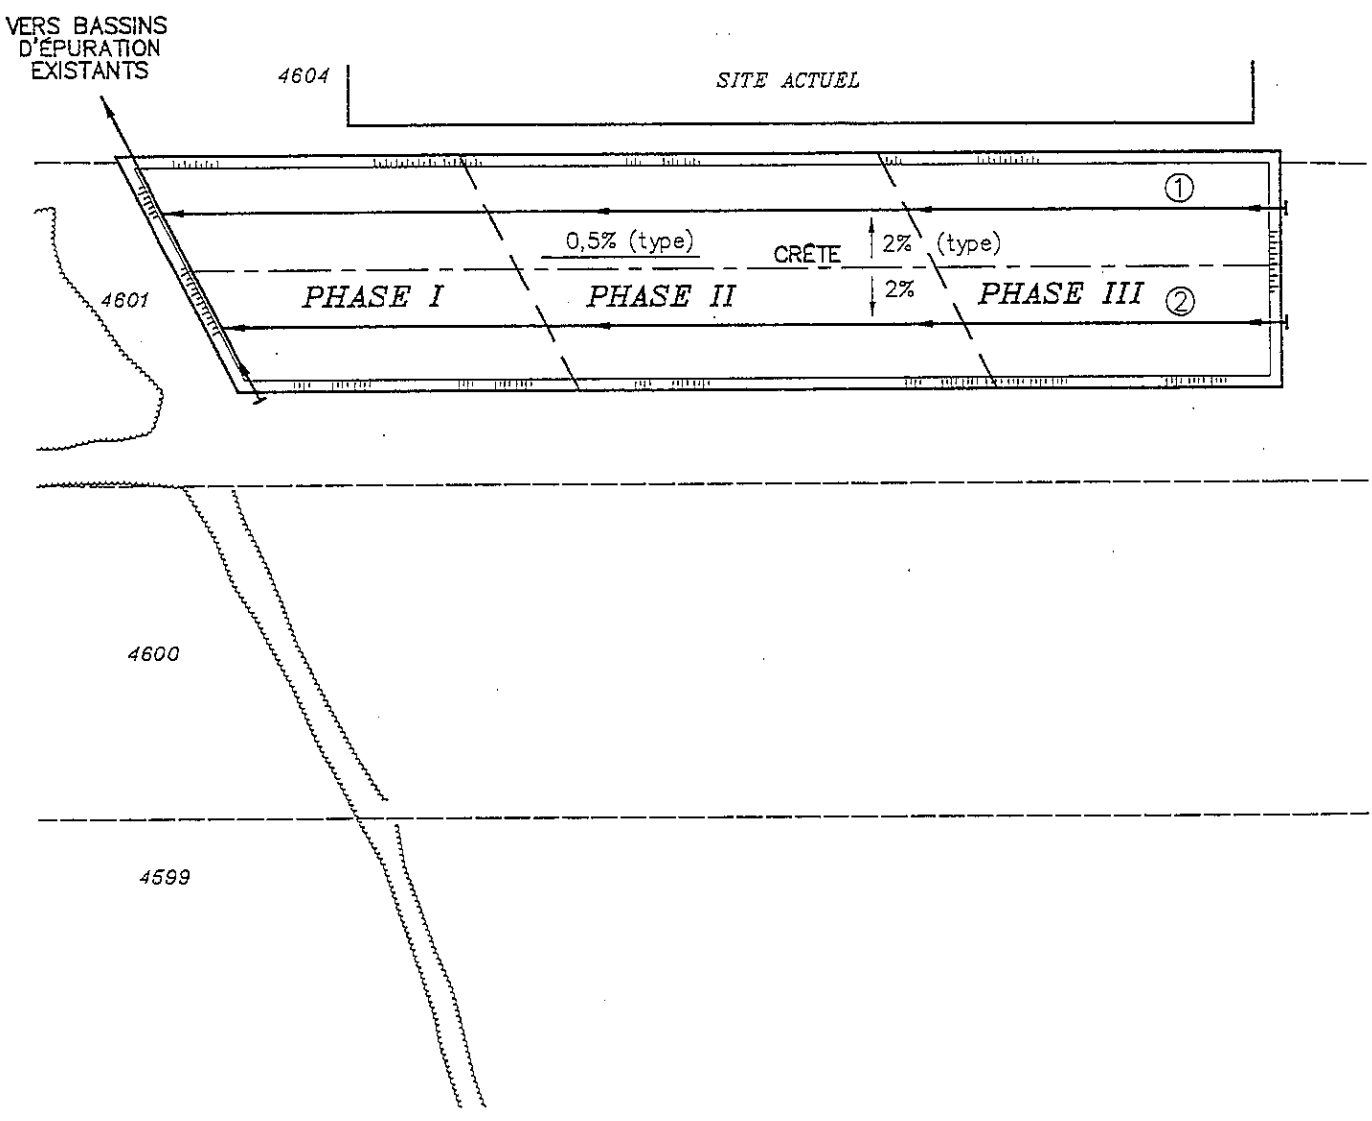 VERS BASSINS
D'ÉPURATION
EXISTANTS
4604
SITE ACTUEL
1
0,5% (type)
CRÊTE
2% (type)
4601
PHASE I
PHASE II
2%
PHASE III
2
4600
4599